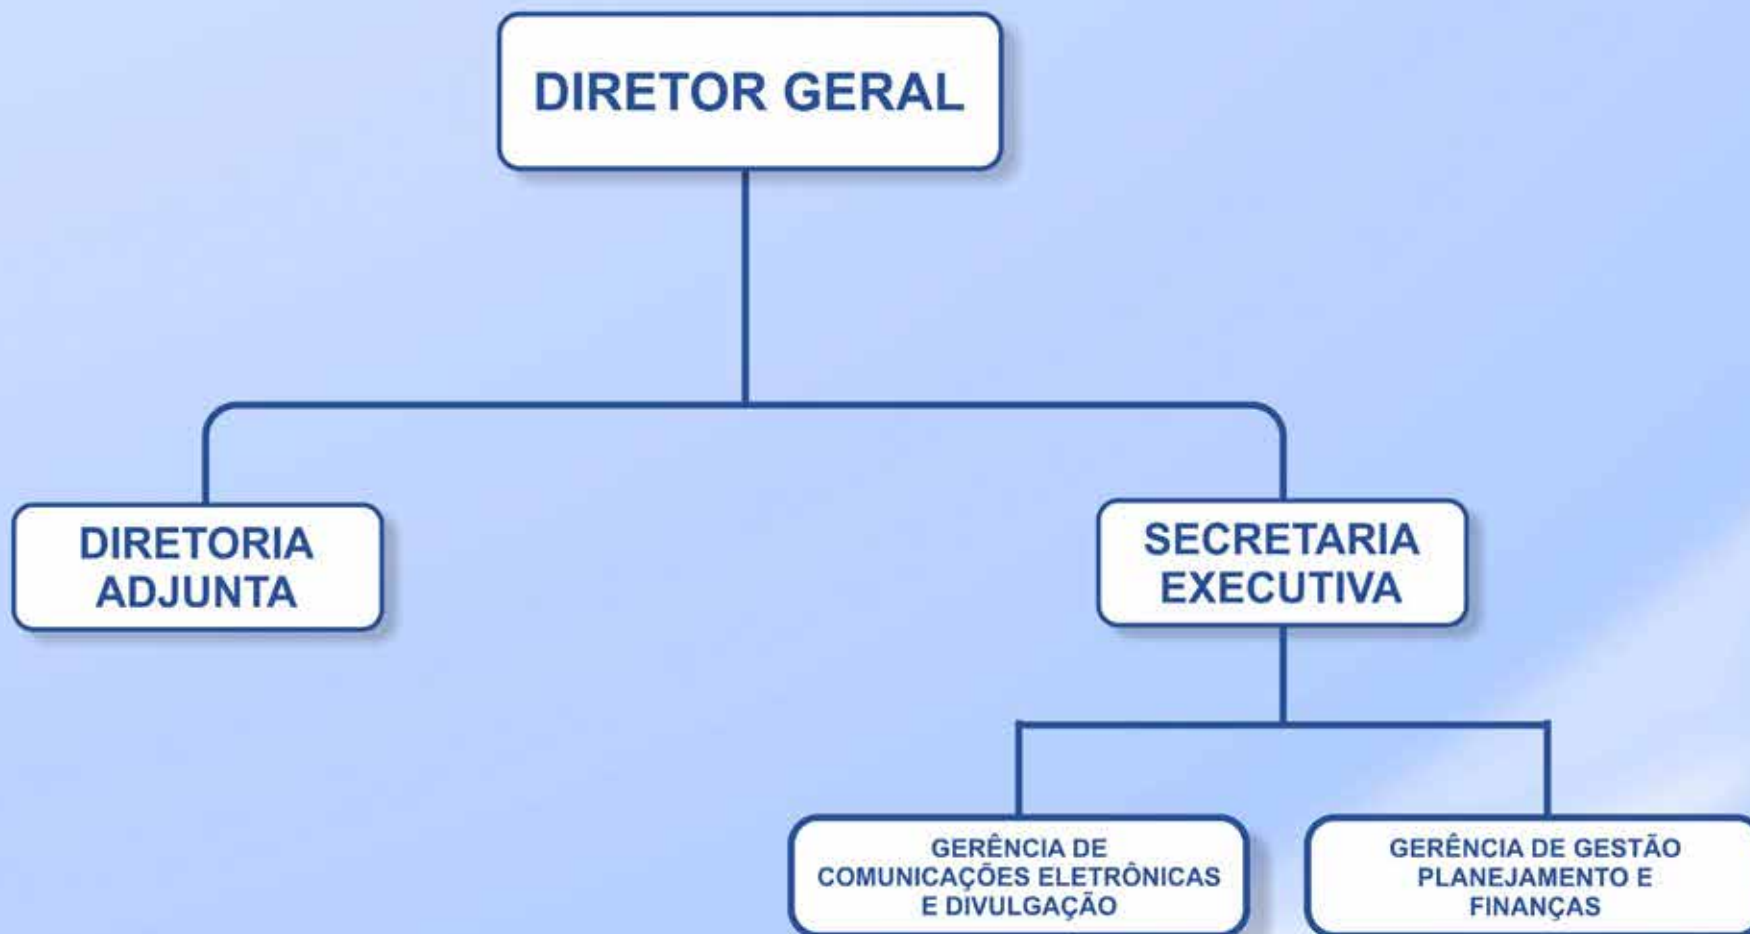 DIRETOR GERAL
DIRETORIA
ADJUNTA
SECRETARIA
EXECUTIVA
GERÊNCIA DE
COMUNICAÇÕES ELETRÔNICAS
E DIVULGAÇÃO
GERÊNCIA DE GESTÃO
PLANEJAMENTO E
FINANÇAS